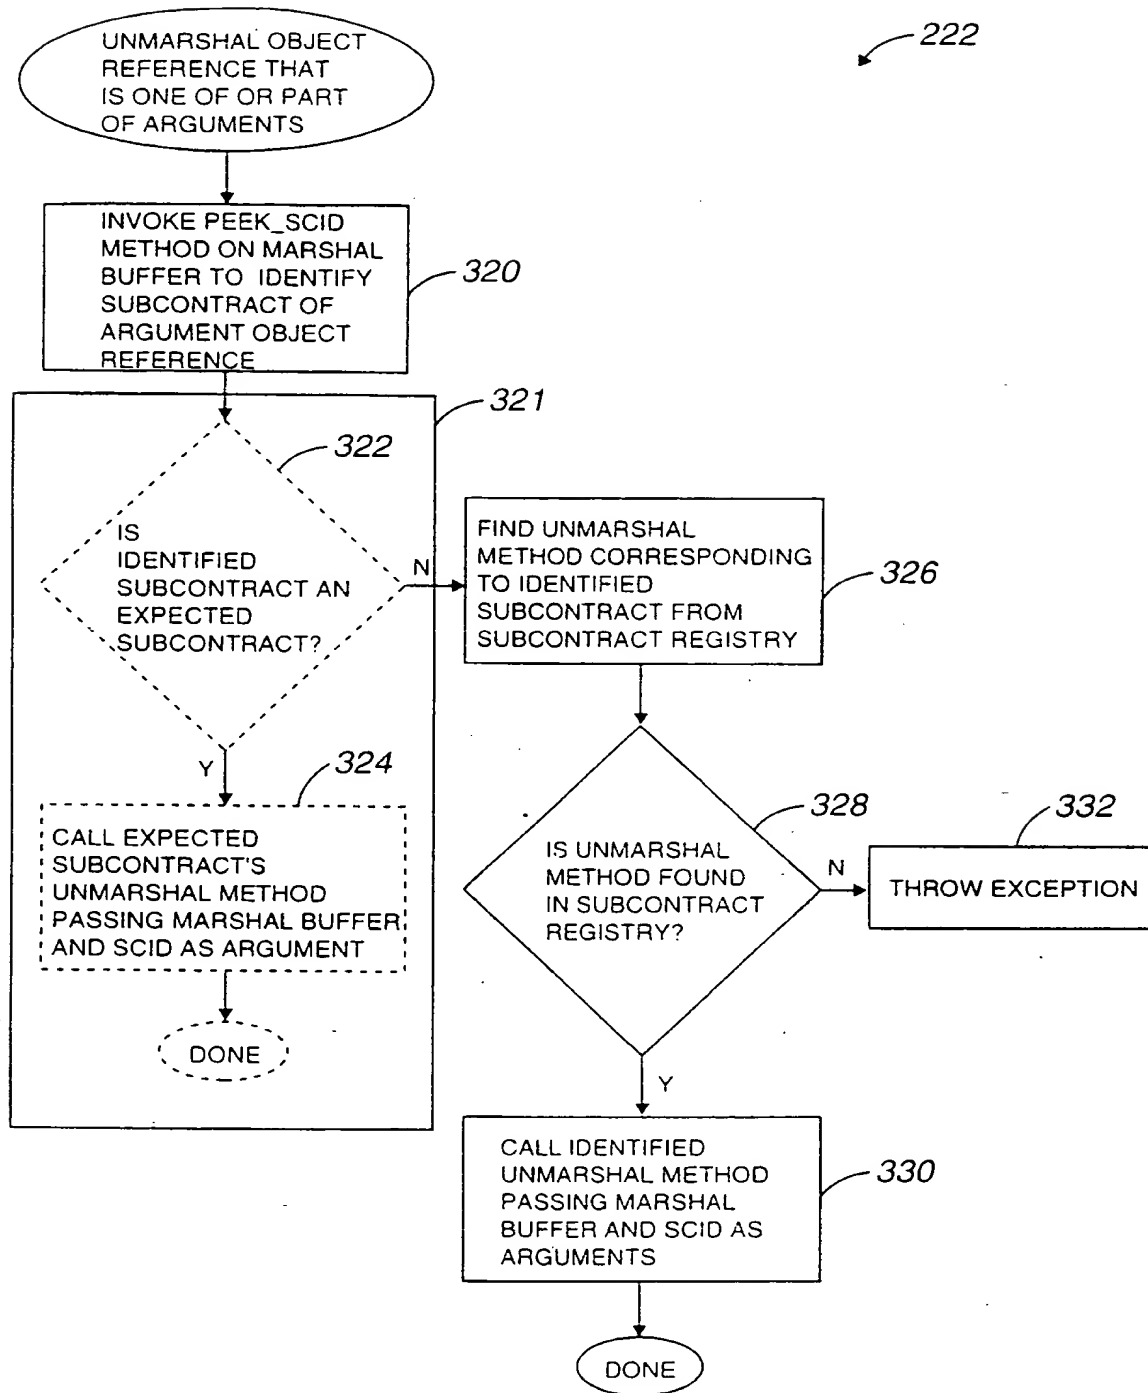 222
UNMARSHAL OBJECT
REFERENCE THAT
IS ONE OF OR PART
OF ARGUMENTS
INVOKE PEEK_SCID
METHOD ON MARSHAL
BUFFER TO IDENTIFY
SUBCONTRACT OF
ARGUMENT OBJECT
REFERENCE
320
321
322
IS
IDENTIFIED
SUBCONTRACT AN
EXPECTED
SUBCONTRACT?
N
Y
324
CALL EXPECTED
SUBCONTRACT'S
UNMARSHAL METHOD
PASSING MARSHAL BUFFER
AND SCID AS ARGUMENT
DONE
FIND UNMARSHAL
METHOD CORRESPONDING
TO IDENTIFIED
SUBCONTRACT FROM
SUBCONTRACT REGISTRY
326
328
IS UNMARSHAL
METHOD FOUND
IN SUBCONTRACT
REGISTRY?
N
332
THROW EXCEPTION
Y
CALL IDENTIFIED
UNMARSHAL METHOD
PASSING MARSHAL
BUFFER AND SCID AS
ARGUMENTS
330
DONE